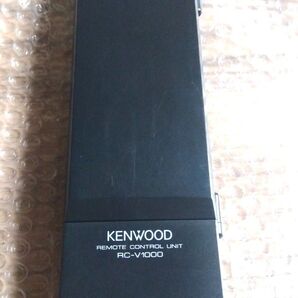 KENWOOD
REMOTE CONTROL UNIT
RC-V1000